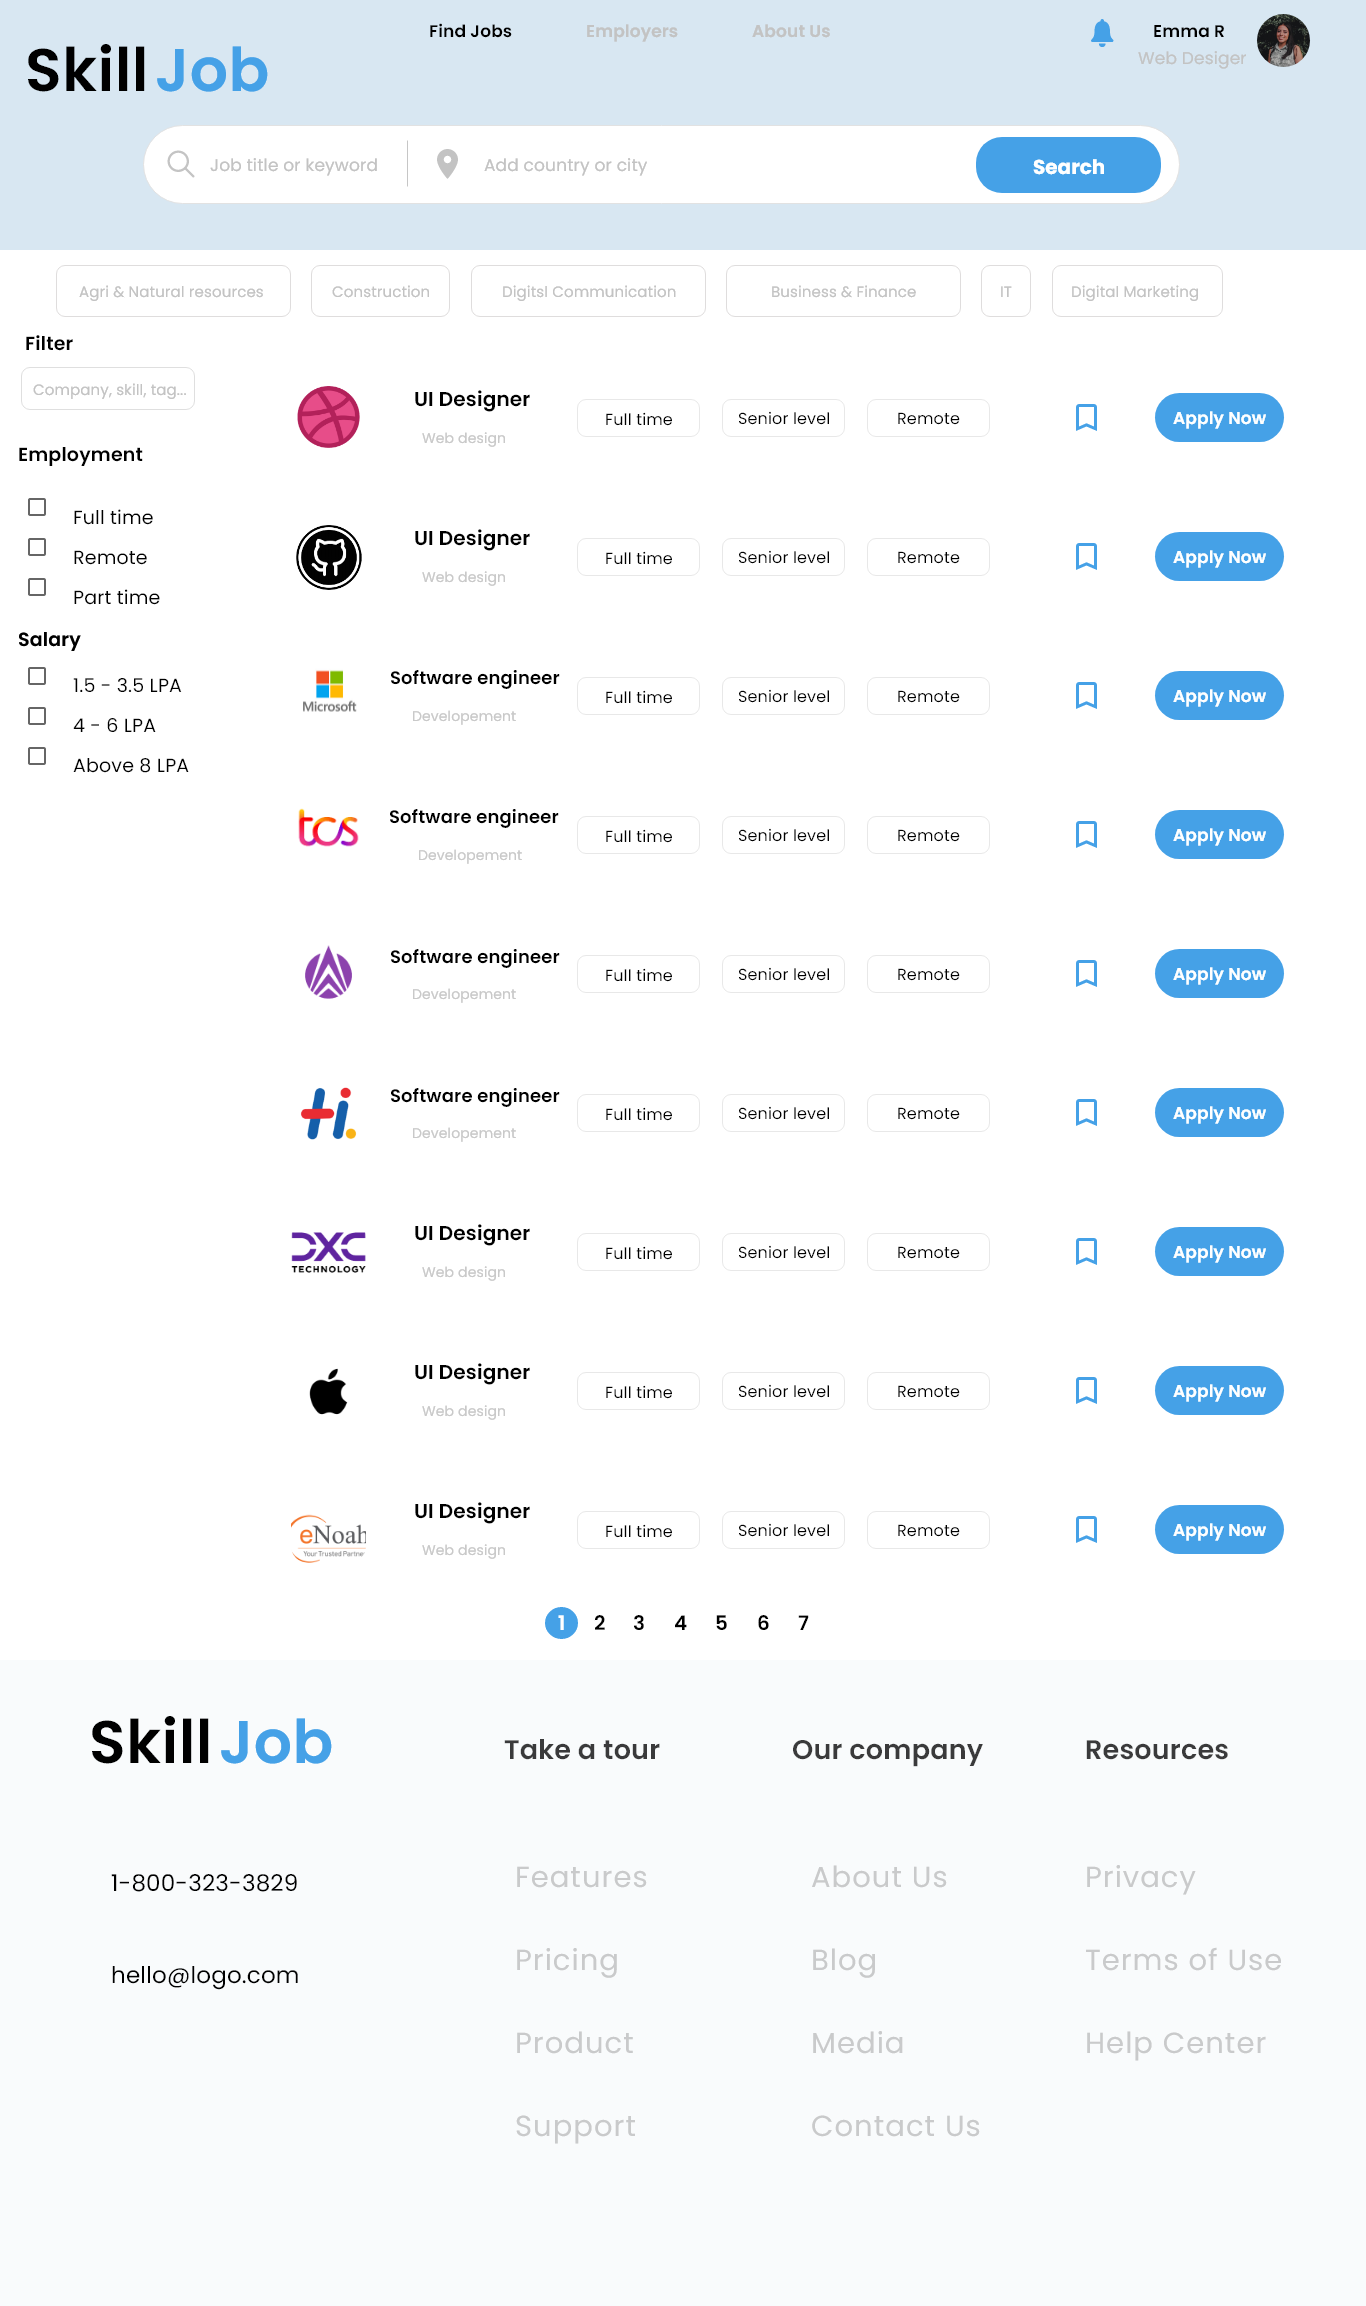 Find Jobs
Employers
About Us
Emma R
Web Desiger
Skill Job
Job title or keyword
Add country or city
Search
Agri & Natural resources
Construction
Digitsl Communication
Business & Finance
IT
Digital Marketing
Filter
Company, skill, tag...
Employment
Full time
Remote
Part time
Salary
1.5 - 3.5 LPA
4 - 6 LPA
Above 8 LPA
UI Designer
Web design
Full time
Senior level
Remote
Apply Now
UI Designer
Web design
Full time
Senior level
Remote
Apply Now
Microsoft
Software engineer
Developement
Full time
Senior level
Remote
Apply Now
tcs
Software engineer
Developement
Full time
Senior level
Remote
Apply Now
Software engineer
Developement
Full time
Senior level
Remote
Apply Now
Hi.
Software engineer
Developement
Full time
Senior level
Remote
Apply Now
DXC
TECHNOLOGY
UI Designer
Web design
Full time
Senior level
Remote
Apply Now
UI Designer
Web design
Full time
Senior level
Remote
Apply Now
eNoah
Your Trusted Partner
UI Designer
Web design
Full time
Senior level
Remote
Apply Now
1 2 3 4 5 6 7
Skill Job
1-800-323-3829
hello@logo.com
Take a tour
Features
Pricing
Product
Support
Our company
About Us
Blog
Media
Contact Us
Resources
Privacy
Terms of Use
Help Center